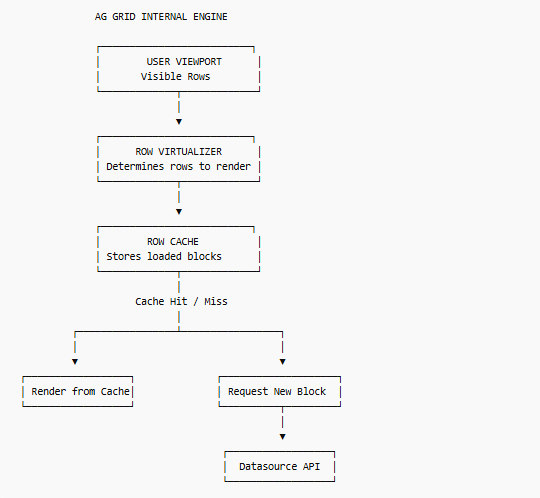 AG GRID INTERNAL ENGINE
USER VIEWPORT
Visible Rows
ROW VIRTUALIZER
Determines rows to render
ROW CACHE
Stores loaded blocks
Cache Hit / Miss
Render from Cache
Request New Block
Datasource API